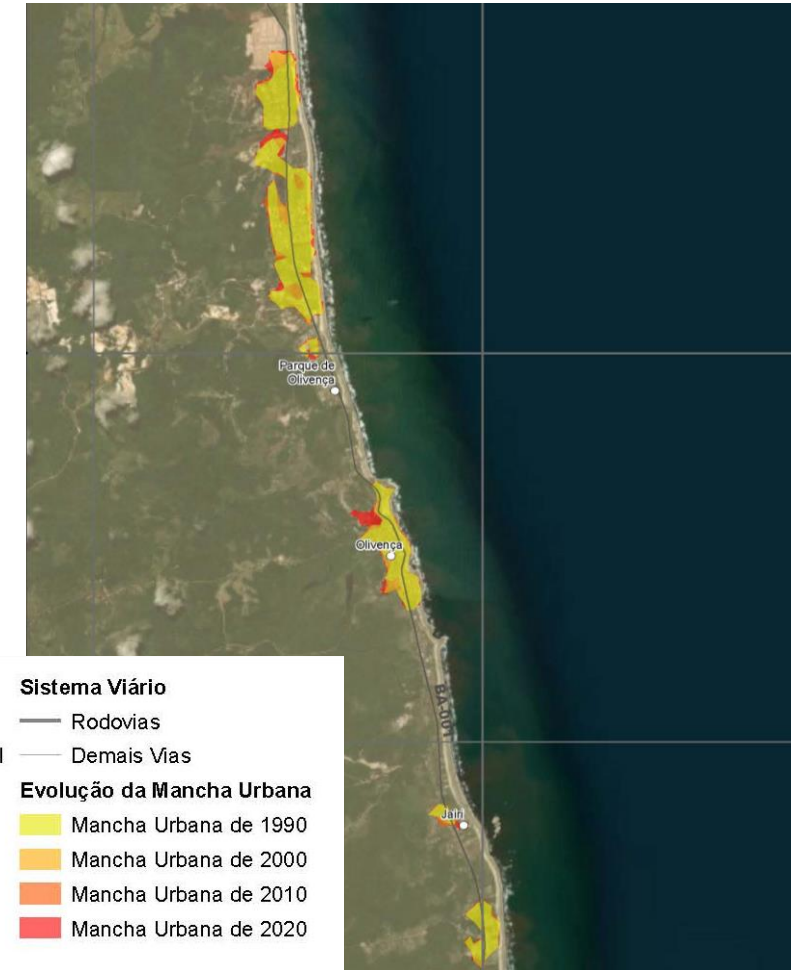 Parque de
Olivença
Olivença
BA-001
Jairi
Sistema Viário
Rodovias
l
Demais Vias
Evolução da Mancha Urbana
Mancha Urbana de 1990
Mancha Urbana de 2000
Mancha Urbana de 2010
Mancha Urbana de 2020